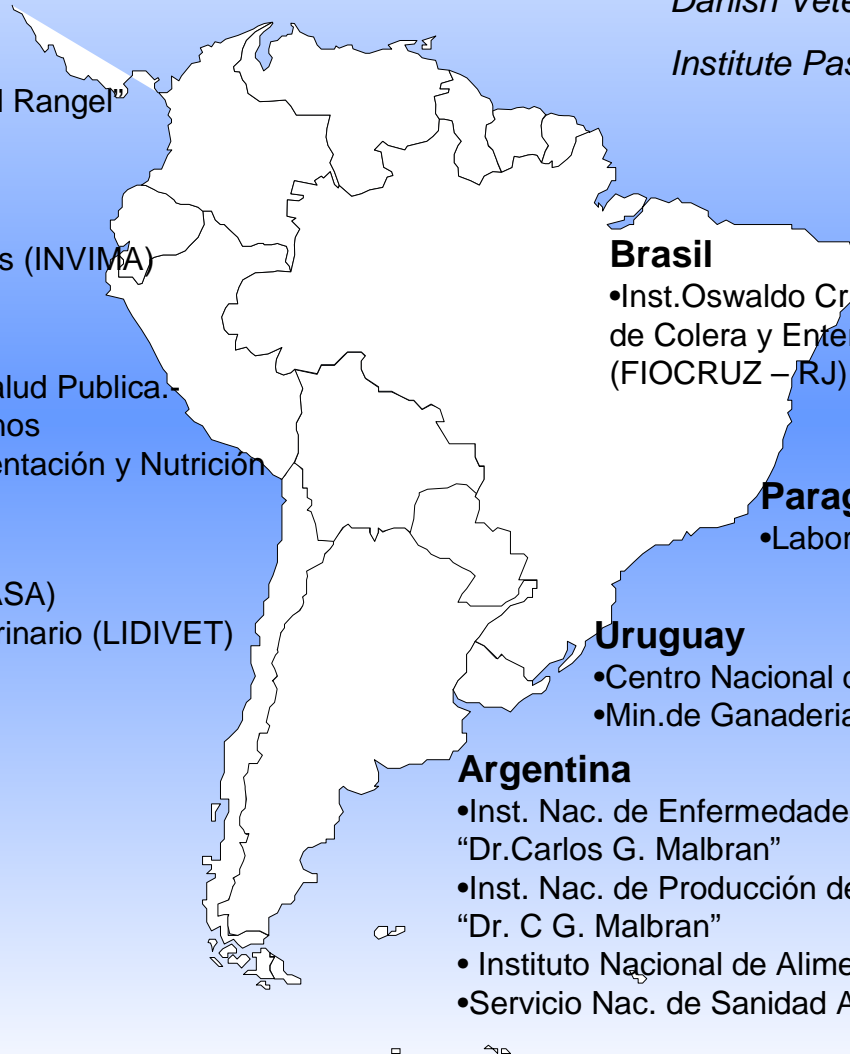 Danish Vete
Institute Pas
l Rangel”
s (INVIMA)
Brasil
•Inst.Oswaldo Cr
de Colera y Enter
(FIOCRUZ – RJ)
alud Publica.-
nos
entación y Nutrición
Parag
•Labor
ASA)
rinario (LIDIVET)
Uruguay
•Centro Nacional d
•Min.de Ganaderia
Argentina
•Inst. Nac. de Enfermedade
“Dr.Carlos G. Malbran”
•Inst. Nac. de Producción de
“Dr. C G. Malbran”
• Instituto Nacional de Alime
•Servicio Nac. de Sanidad A